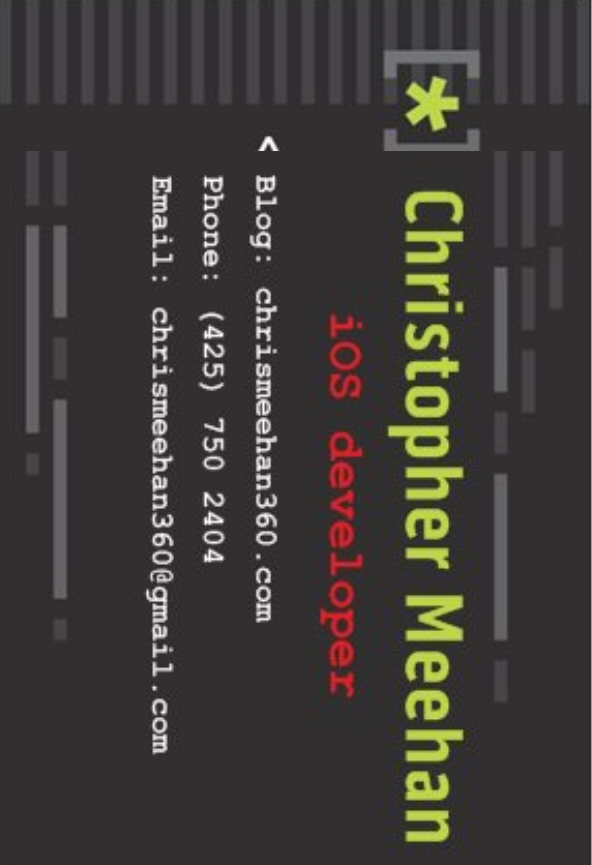 [*] Christopher Meehan
iOS developer
< Blog: chrismeehan360.com
Phone: (425) 750 2404
Email: chrismeehan360@gmail.com